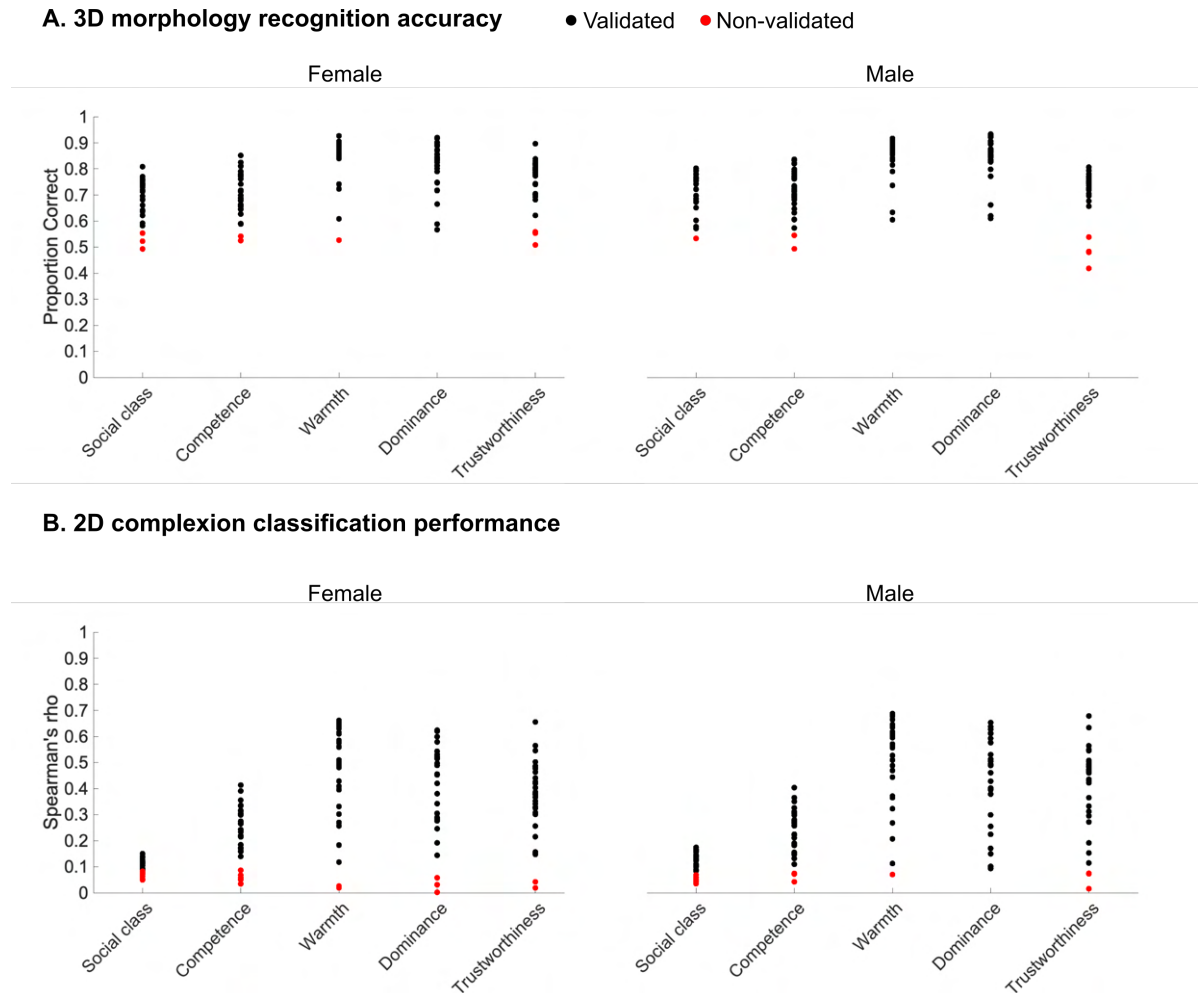 A. 3D morphology recognition accuracy
Validated
Non-validated
Female
Male
Proportion Correct
1
0.9
0.8
0.7
0.6
0.5
0.4
0.3
0.2
0.1
0
Social class
Competence
Warmth
Dominance
Trustworthiness
Social class
Competence
Warmth
Dominance
Trustworthiness
B. 2D complexion classification performance
Female
Male
Spearman's rho
1
0.9
0.8
0.7
0.6
0.5
0.4
0.3
0.2
0.1
0
Social class
Competence
Warmth
Dominance
Trustworthiness
Social class
Competence
Warmth
Dominance
Trustworthiness